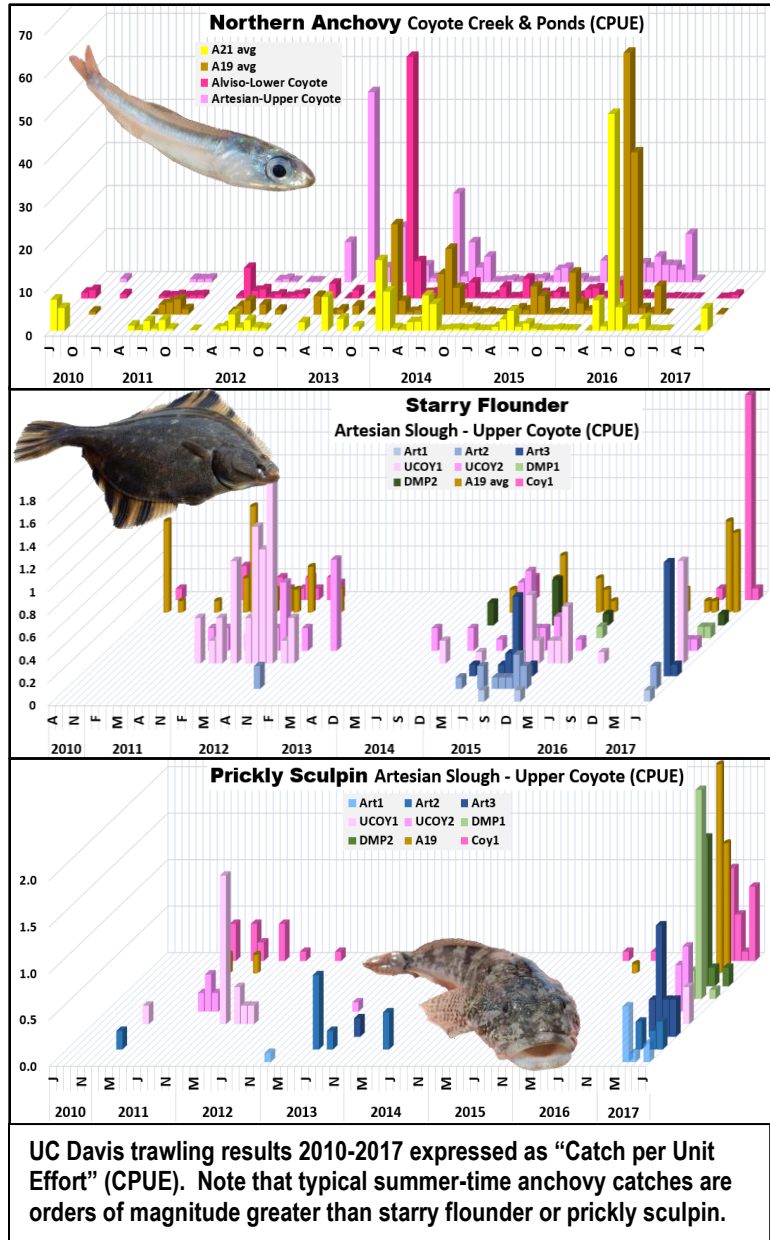 Northern Anchovy Coyote Creek & Ponds (CPUE)
A21 avg
A19 avg
Alviso-Lower Coyote
Artesian-Upper Coyote
70
60
50
40
30
20
10
0
J O J A J O J A J O J A J O J A J O J A J O J A J O J A J
2010 2011 2012 2013 2014 2015 2016 2017
Starry Flounder
Artesian Slough - Upper Coyote (CPUE)
Art1 Art2 Art3
UCOY1 UCOY2 DMP1
DMP2 A19 avg Coy1
1.8
1.6
1.4
1.2
1
0.8
0.6
0.4
0.2
0
A N F M A N F M A N F M A D M J S D M J S D M J S D M J
2010 2011 2012 2013 2014 2015 2016 2017
Prickly Sculpin Artesian Slough - Upper Coyote (CPUE)
Art1 Art2 Art3
UCOY1 UCOY2 DMP1
DMP2 A19 Coy1
2.0
1.5
1.0
0.5
0.0
J N M J N M J N M J N M J N M J N M J N M J
2010 2011 2012 2013 2014 2015 2016 2017
UC Davis trawling results 2010-2017 expressed as “Catch per Unit
Effort” (CPUE). Note that typical summer-time anchovy catches are
orders of magnitude greater than starry flounder or prickly sculpin.